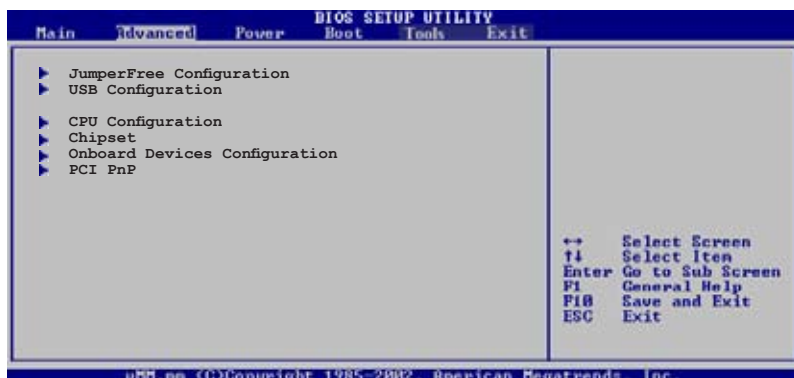 BIOS SETUP UTILITY
Main Advanced Power Boot Tools Exit
JumperFree Configuration
USB Configuration
CPU Configuration
Chipset
Onboard Devices Configuration
PCI PnP
←→ Select Screen
↑↓ Select Item
Enter Go to Sub Screen
F1 General Help
F10 Save and Exit
ESC Exit
(C)Copyright 1985-2002, American Megatrends, Inc.